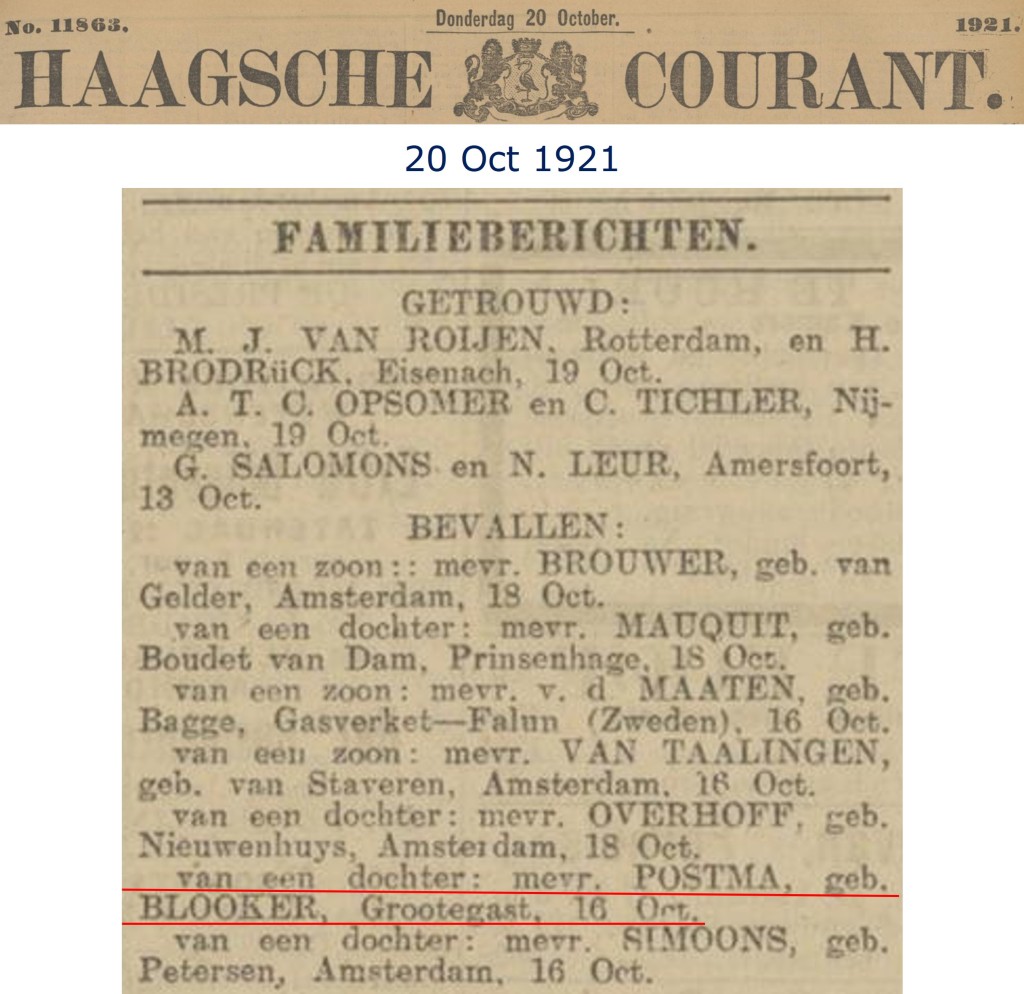 No. 11863.
Donderdag 20 October.
1921.
HAAGSCHE COURANT.
20 Oct 1921
FAMILIEBERICHTEN.
GETROUWD:
M. J. VAN ROIJEN, Rotterdam, en H.
BRODRüCK, Eisenach, 19 Oct.
A. T. C. OPSOMER en C. TICHLER, Nij-
megen, 19 Oct.
G. SALOMONS en N. LEUR, Amersfoort,
13 Oct.
BEVALLEN:
van een zoon:: mevr. BROUWER, geb. van
Gelder, Amsterdam, 18 Oct.
van een dochter: mevr. MAUQUIT, geb.
Boudet van Dam, Prinsenhage, 18 Oct.
van een zoon: mevr. v. d MAATEN, geb.
Bagge, Gasverket—Falun (Zweden), 16 Oct.
van een zoon: mevr. VAN TAALINGEN,
geb. van Staveren, Amsterdam, 16 Oct.
van een dochter: mevr. OVERHOFF, geb.
Nieuwenhuys, Amsterdam, 18 Oct.
van een dochter: mevr. POSTMA, geb.
BLOOKER, Grootegast, 16 Oct.
van een dochter: mevr. SIMOONS, geb.
Petersen, Amsterdam, 16 Oct.